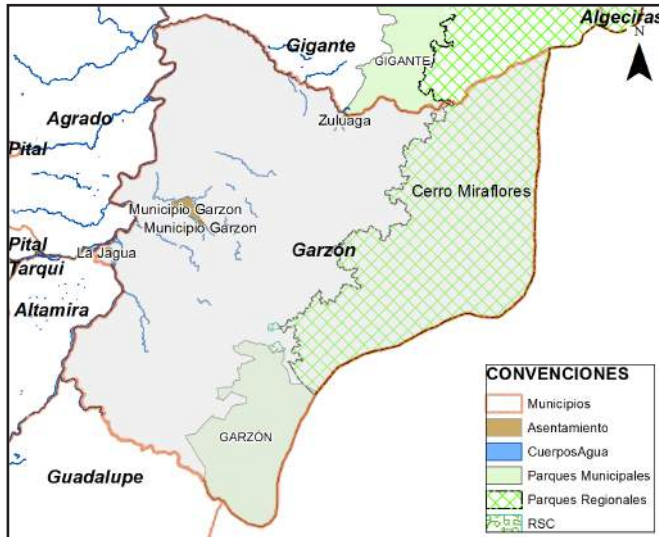 Algeciras
N
Gigante
GIGANTE
Agrado
Zuluaga
Pital
Cerro Miraflores
Municipio Garzon
Municipio Garzon
Garzón
Pital
La Jagua
Tarqui
Altamira
GARZÓN
Guadalupe
CONVENCIONES
Municipios
Asentamiento
CuerposAgua
Parques Municipales
Parques Regionales
RSC